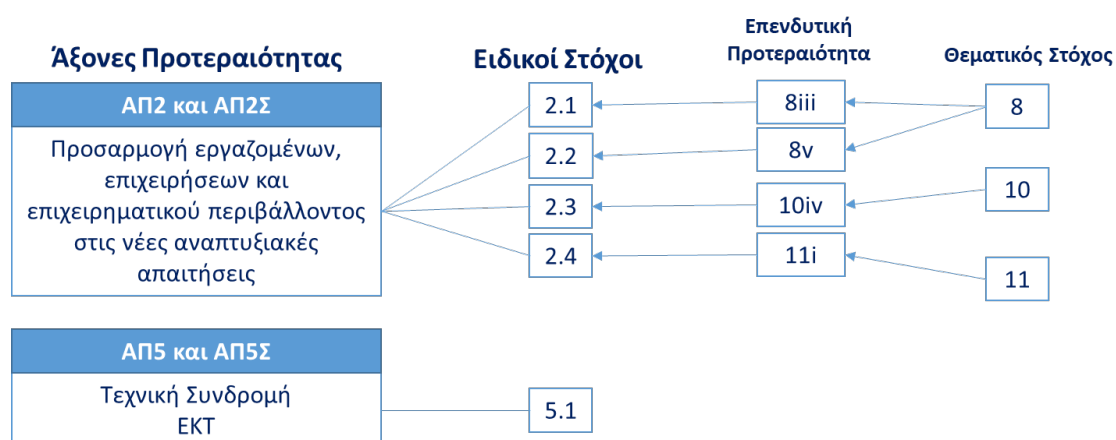 Άξονες Προτεραιότητας
Ειδικοί Στόχοι
Επενδυτική
Προτεραιότητα
Θεματικός Στόχος
ΑΠ2 και ΑΠ2Σ
Προσαρμογή εργαζομένων,
επιχειρήσεων και
επιχειρηματικού περιβάλλοντος
στις νέες αναπτυξιακές
απαιτήσεις
2.1
8iii
8
2.2
8v
2.3
10iv
10
2.4
11i
11
ΑΠ5 και ΑΠ5Σ
Τεχνική Συνδρομή
ΕΚΤ
5.1